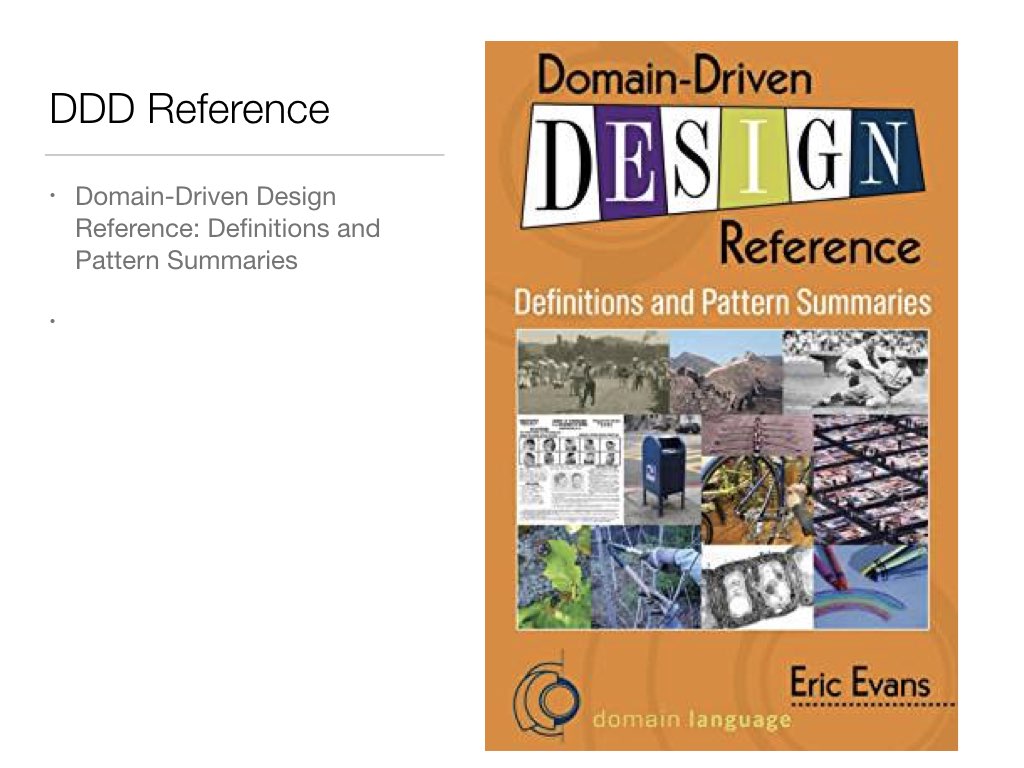 DDD Reference
• Domain-Driven Design
Reference: Definitions and
Pattern Summaries
•
Domain-Driven
DESIGN
Reference
Definitions and Pattern Summaries
Eric Evans
domain language